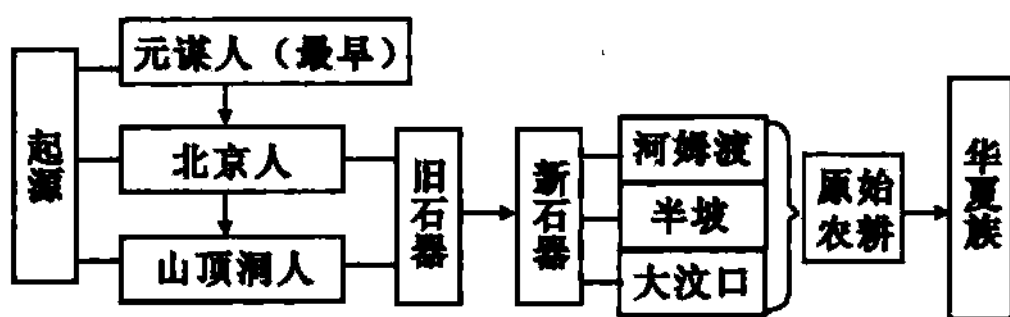 起源
元谋人（最早）
北京人
山顶洞人
旧石器
新石器
河姆渡
半坡
大汶口
原始
农耕
华夏族